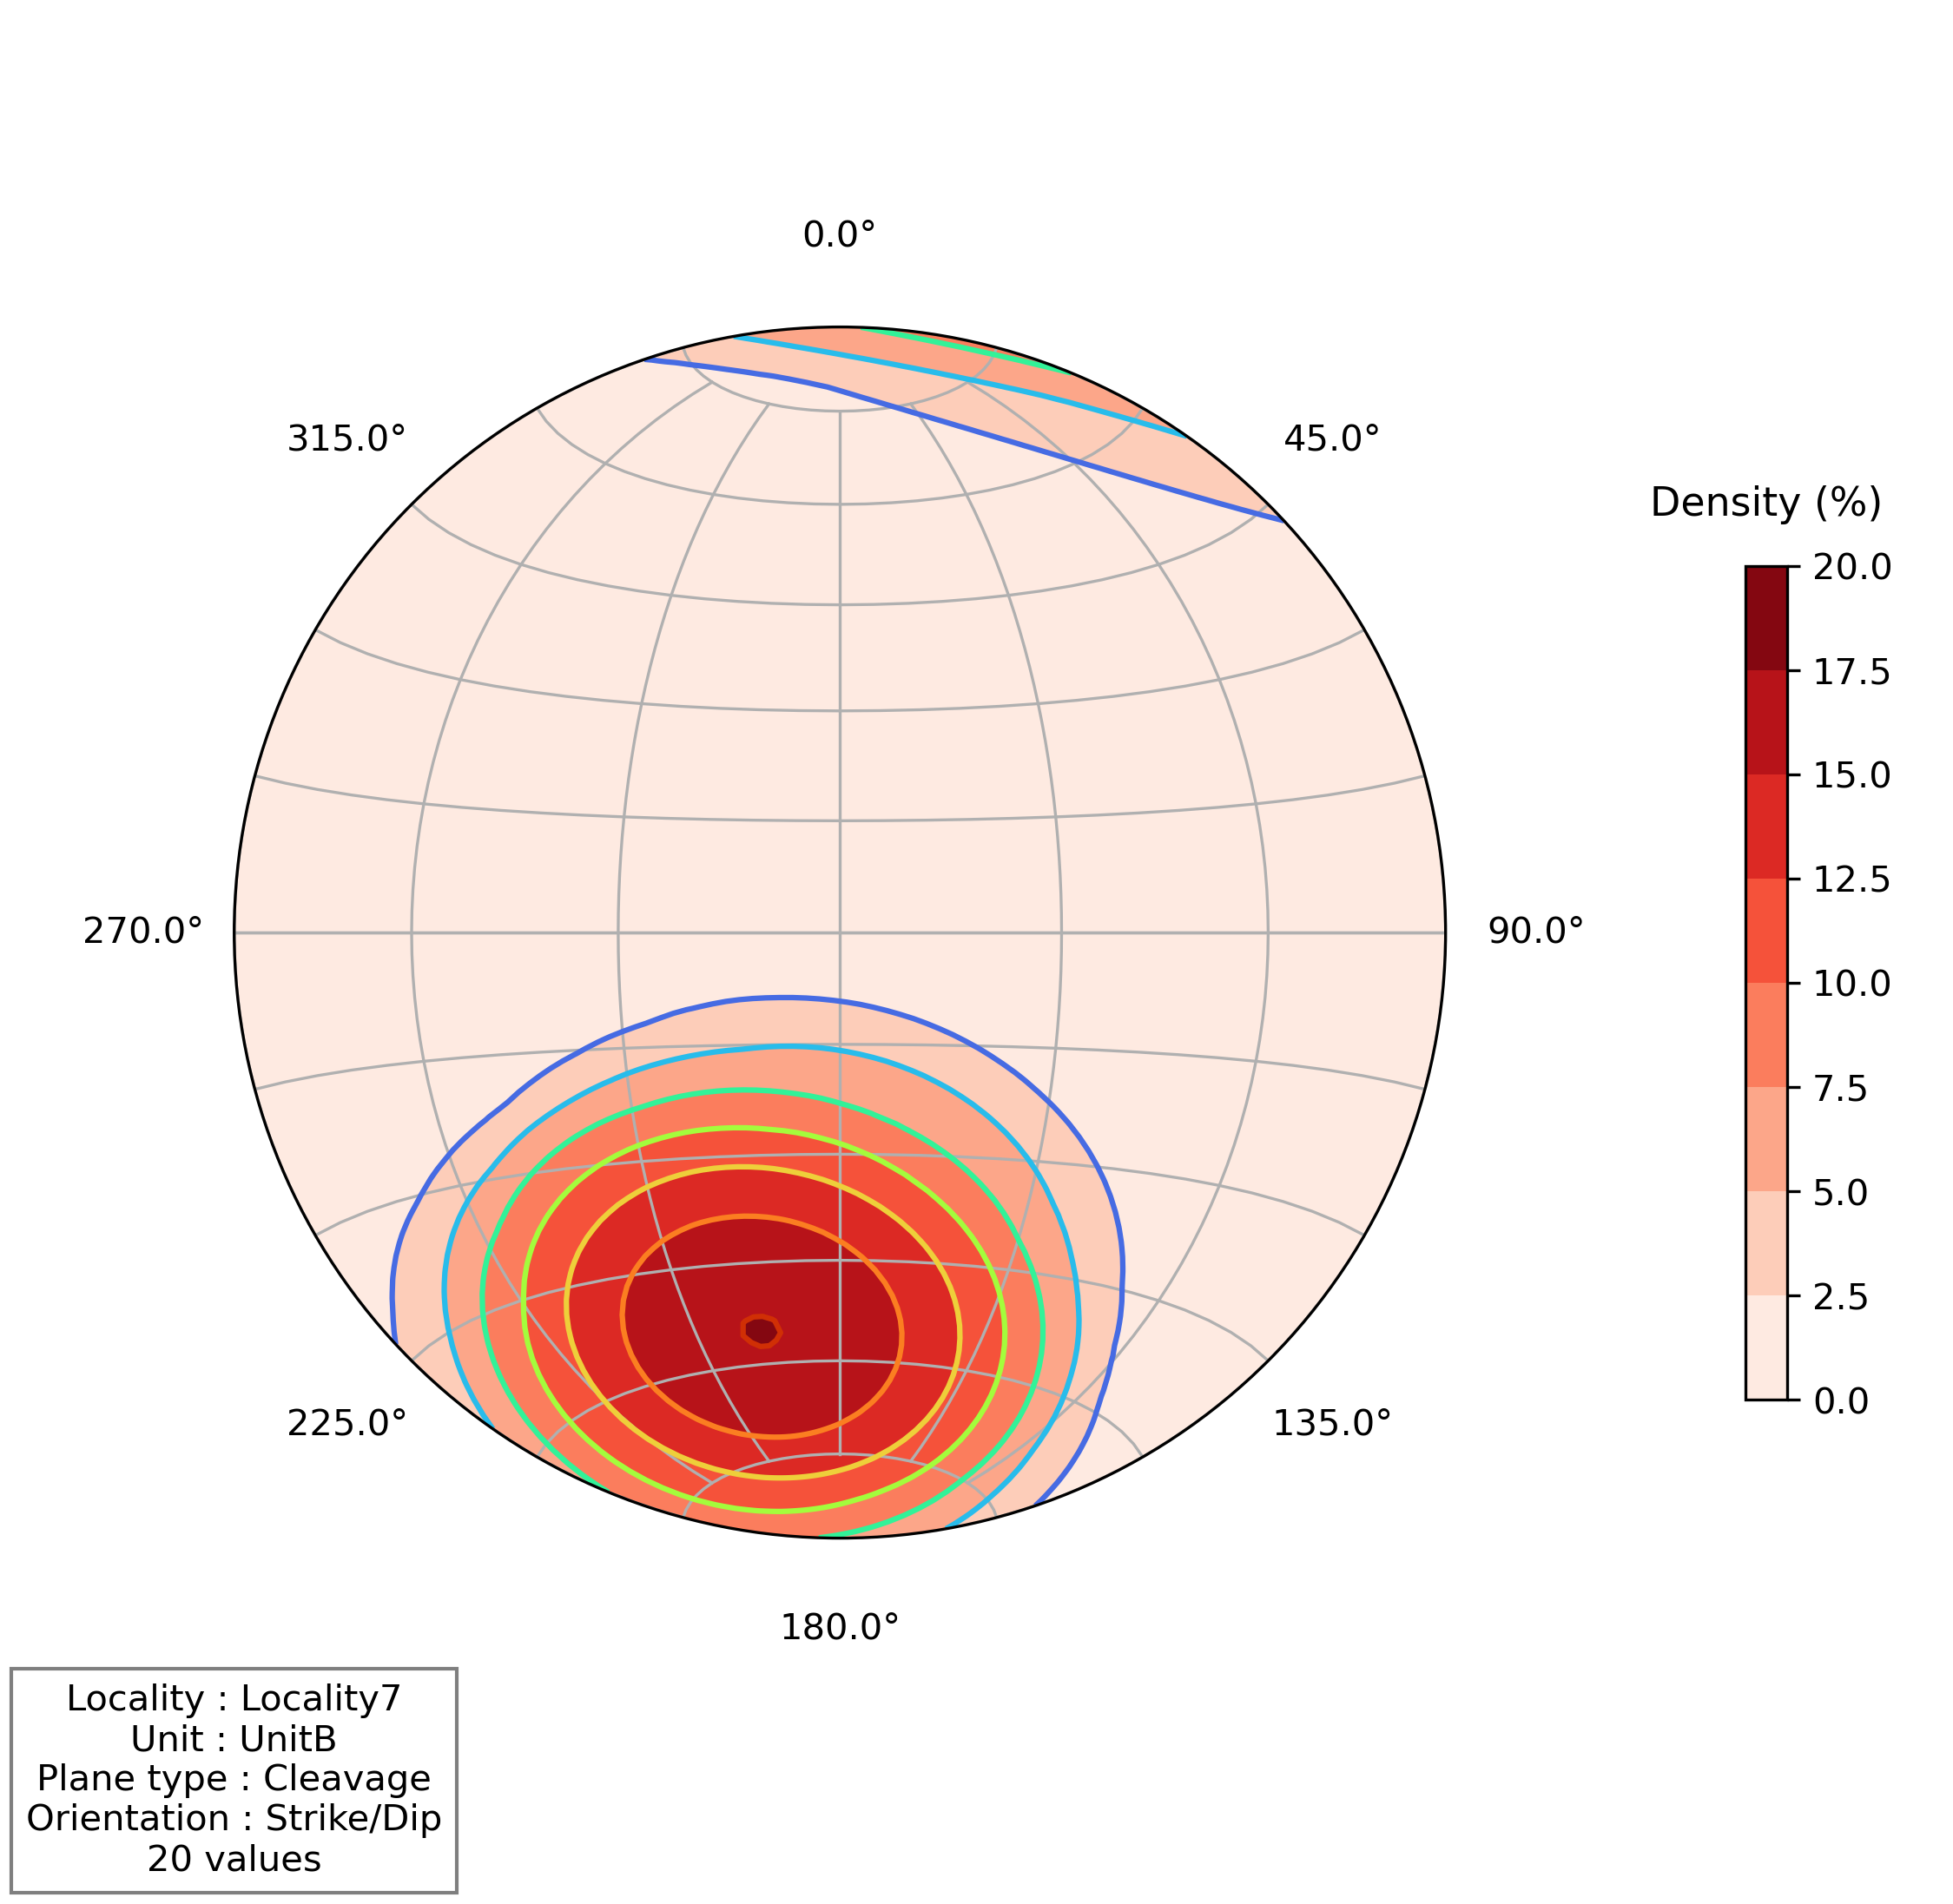 0.0°
315.0°
45.0°
Density (%)
20.0
17.5
15.0
12.5
270.0°
90.0°
10.0
7.5
5.0
2.5
0.0
225.0°
135.0°
180.0°
Locality : Locality7
Unit : UnitB
Plane type : Cleavage
Orientation : Strike/Dip
20 values